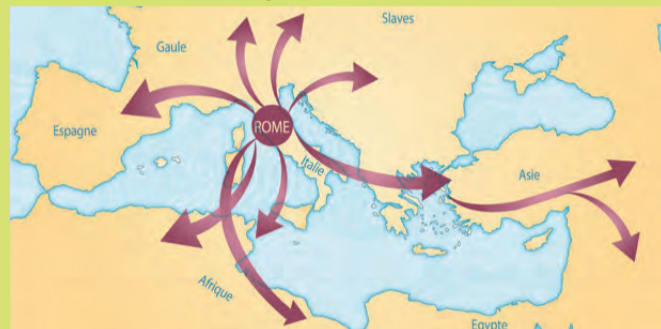 Slaves
Gaule
ROME
Espagne
Italie
Asie
Afrique
Egypte